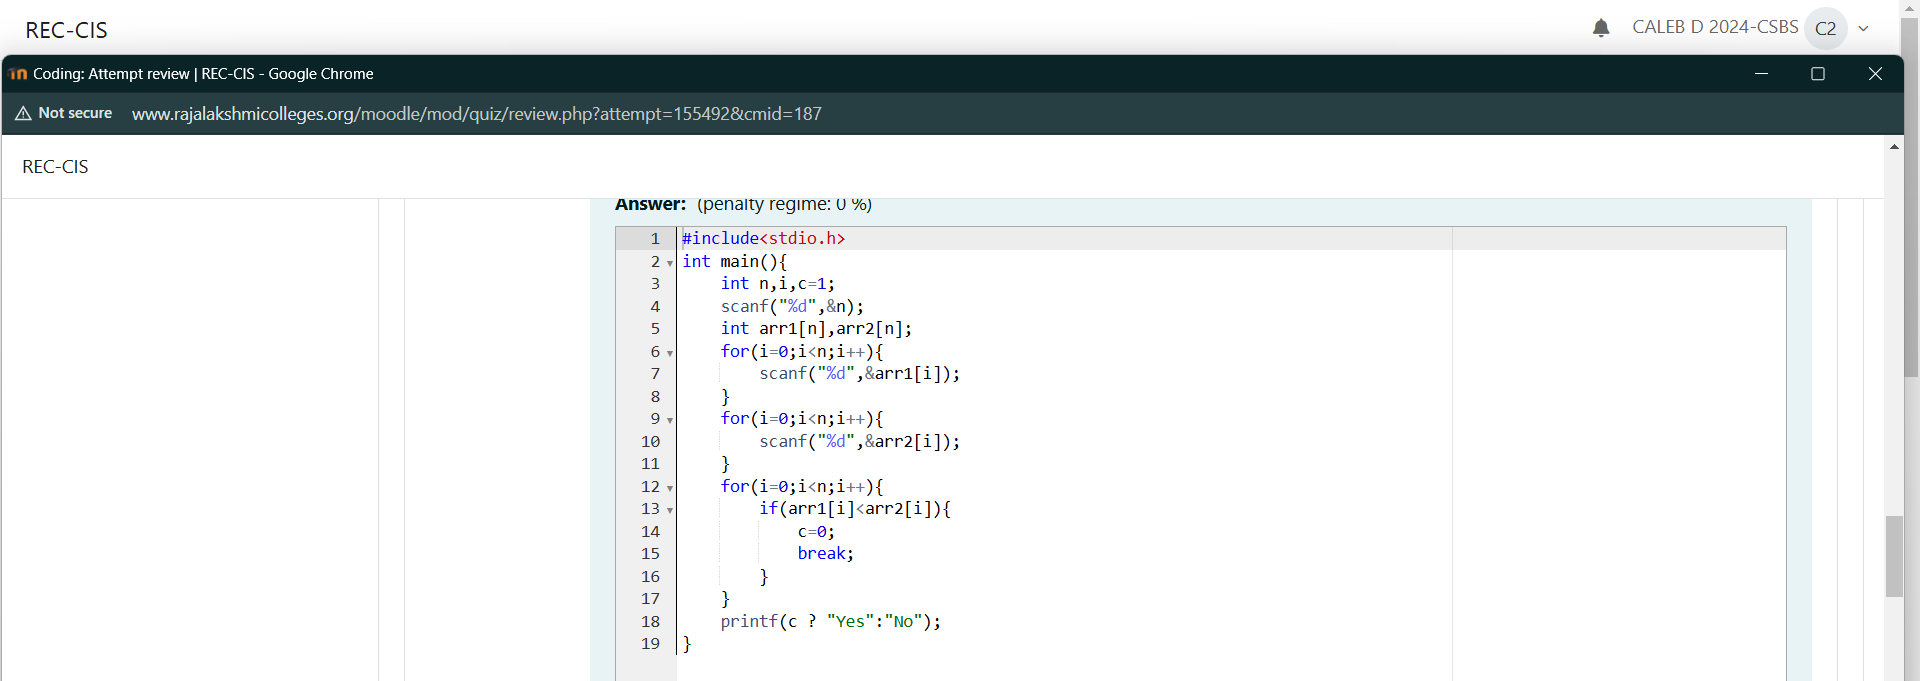 REC-CIS
CALEB D 2024-CSBS C2
Coding: Attempt review | REC-CIS - Google Chrome
Not secure www.rajalakshmicolleges.org/moodle/mod/quiz/review.php?attempt=155492&cmid=187
REC-CIS
Answer: (penalty regime: 0 %)
1 #include<stdio.h>
2 int main(){
3     int n,i,c=1;
4     scanf("%d",&n);
5     int arr1[n],arr2[n];
6     for(i=0;i<n;i++){
7         scanf("%d",&arr1[i]);
8     }
9     for(i=0;i<n;i++){
10         scanf("%d",&arr2[i]);
11     }
12     for(i=0;i<n;i++){
13         if(arr1[i]<arr2[i]){
14             c=0;
15             break;
16         }
17     }
18     printf(c ? "Yes":"No");
19 }